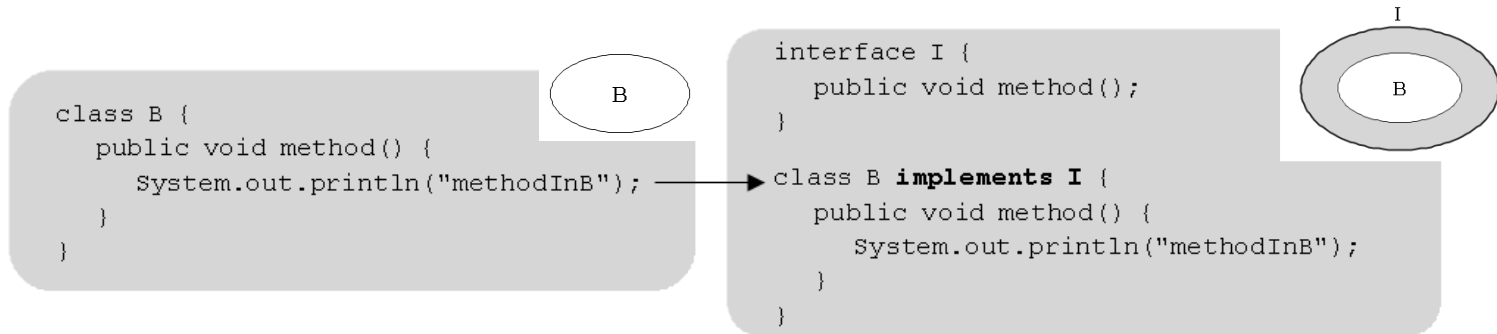 class B {
    public void method() {
        System.out.println("methodInB");
    }
}
B
interface I {
    public void method();
}
class B implements I {
    public void method() {
        System.out.println("methodInB");
    }
}
I
B